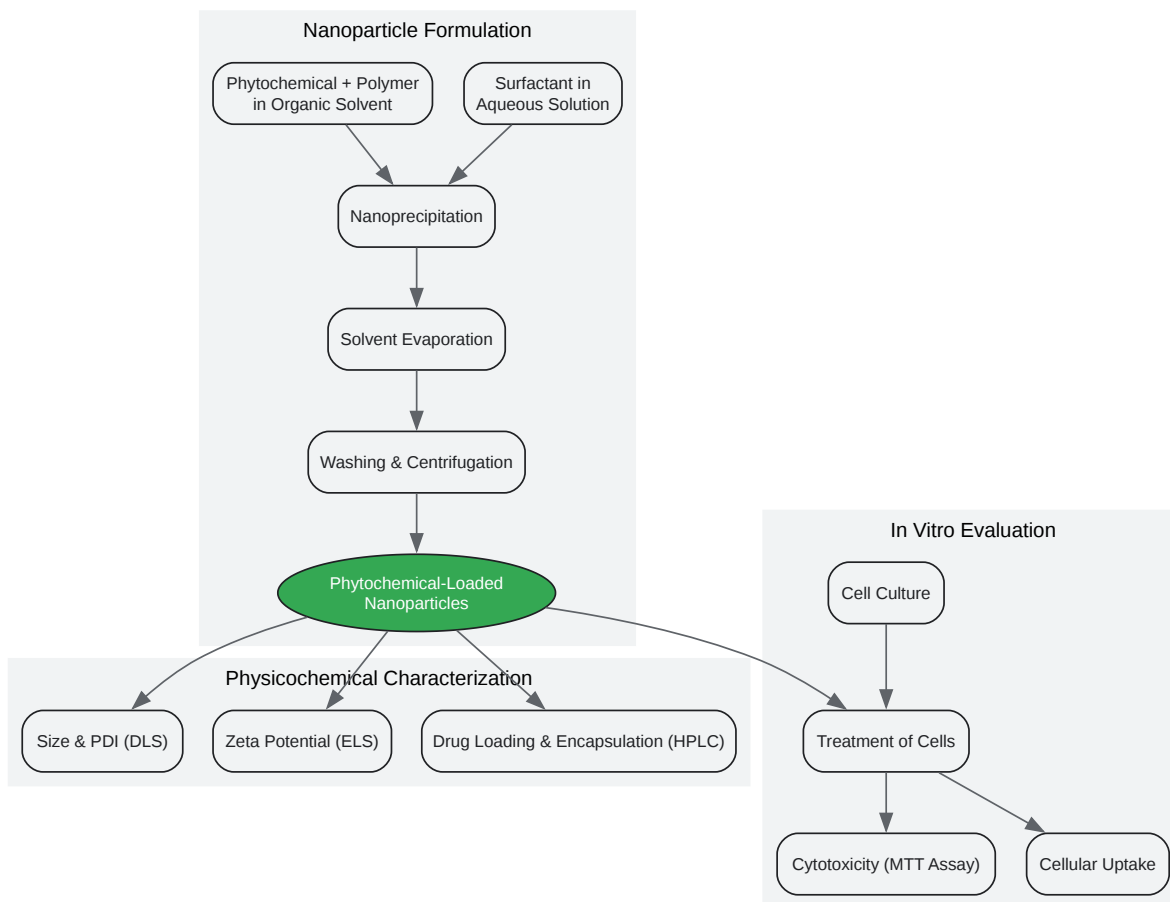 Nanoparticle Formulation
Phytochemical + Polymer
in Organic Solvent
Surfactant in
Aqueous Solution
Nanoprecipitation
Solvent Evaporation
Washing & Centrifugation
Phytochemical-Loaded
Nanoparticles
Physicochemical Characterization
Size & PDI (DLS)
Zeta Potential (ELS)
Drug Loading & Encapsulation (HPLC)
In Vitro Evaluation
Cell Culture
Treatment of Cells
Cytotoxicity (MTT Assay)
Cellular Uptake